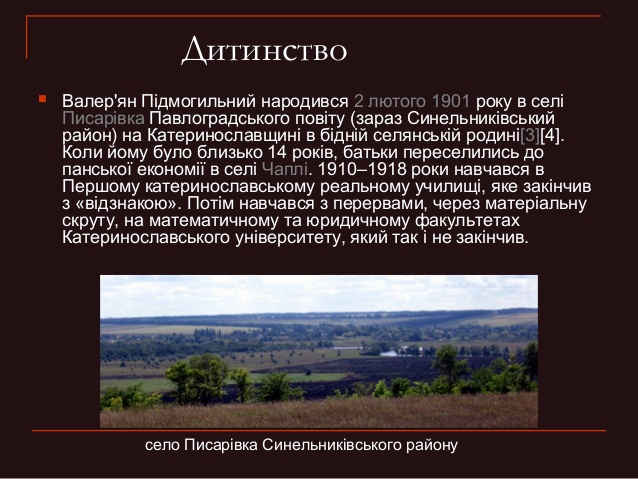 Дитинство
Валер'ян Підмогильний народився 2 лютого 1901 року в селі
Писарівка Павлоградського повіту (зараз Синельниківський
район) на Катеринославщині в бідній селянській родині[3][4].
Коли йому було близько 14 років, батьки переселились до
панської економії в селі Чаплі. 1910–1918 роки навчався в
Першому катеринославському реальному училищі, яке закінчив
з «відзнакою». Потім навчався з перервами, через матеріальну
скруту, на математичному та юридичному факультетах
Катеринославського університету, який так і не закінчив.
село Писарівка Синельниківського району